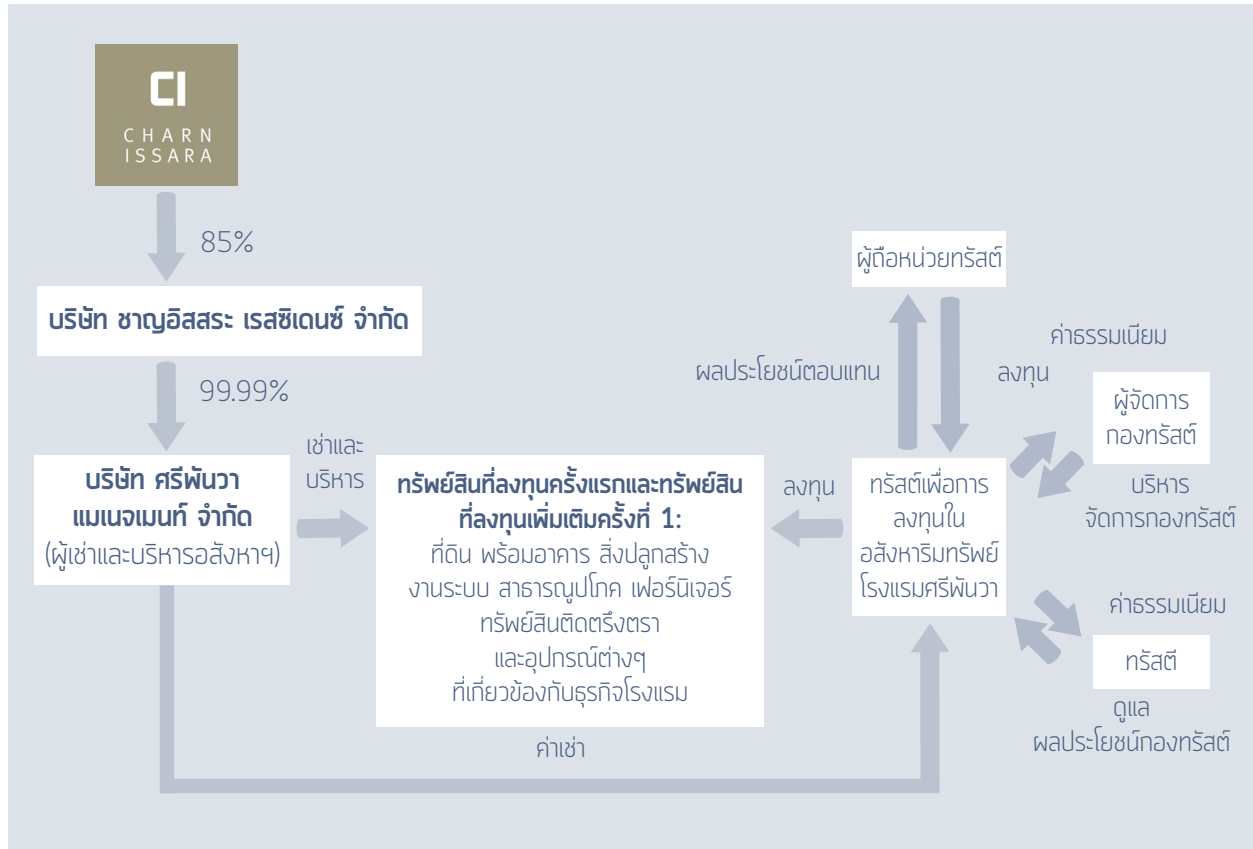 CI
CHARN
ISSARA
85%
บริษัท ชาญอิสสระ เรสซิเดนซ์ จำกัด
99.99%
บริษัท ศรีพันวา
แมเนจเมนท์ จำกัด
(ผู้เช่าและบริหารอสังหาฯ)
เช่าและ
บริหาร
ทรัพย์สินที่ลงทุนครั้งแรกและทรัพย์สิน
ที่ลงทุนเพิ่มเติมครั้งที่ 1:
ที่ดิน พร้อมอาคาร สิ่งปลูกสร้าง
งานระบบ สาธารณูปโภค เฟอร์นิเจอร์
ทรัพย์สินติดตรึงตรา
และอุปกรณ์ต่างๆ
ที่เกี่ยวข้องกับธุรกิจโรงแรม
ค่าเช่า
ลงทุน
ผู้ถือหน่วยทรัสต์
ผลประโยชน์ตอบแทน
ลงทุน
ทรัสต์เพื่อการ
ลงทุนใน
อสังหาริมทรัพย์
โรงแรมศรีพันวา
ค่าธรรมเนียม
ผู้จัดการ
กองทรัสต์
บริหาร
จัดการกองทรัสต์
ค่าธรรมเนียม
ทรัสตี
ดูแล
ผลประโยชน์กองทรัสต์